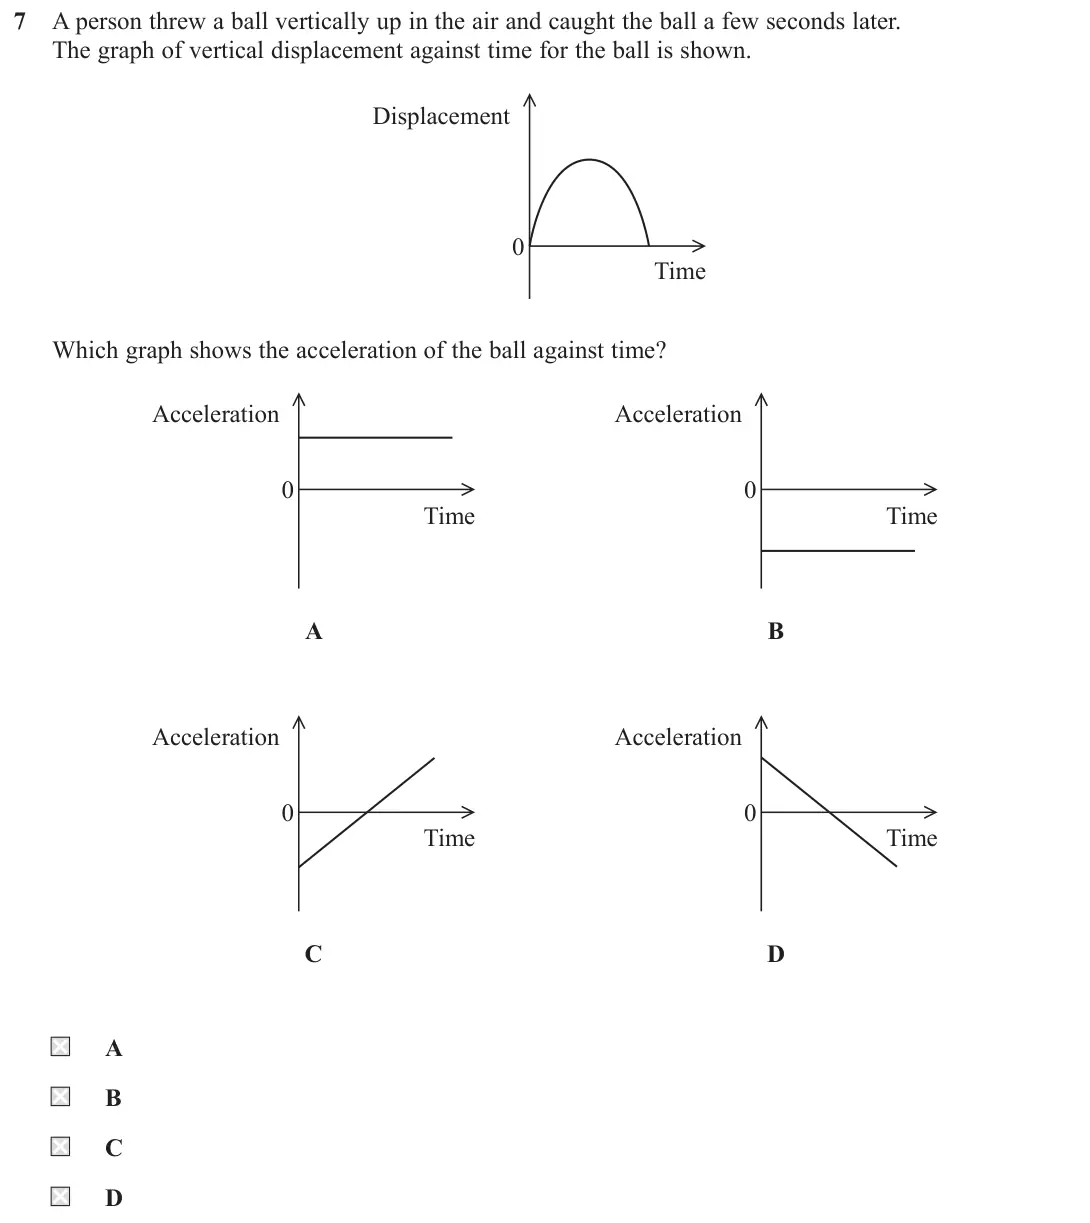 7 A person threw a ball vertically up in the air and caught the ball a few seconds later.
The graph of vertical displacement against time for the ball is shown.
Displacement
0
Time
Which graph shows the acceleration of the ball against time?
Acceleration
0
Time
A
Acceleration
0
Time
B
Acceleration
0
Time
C
Acceleration
0
Time
D
A
B
C
D